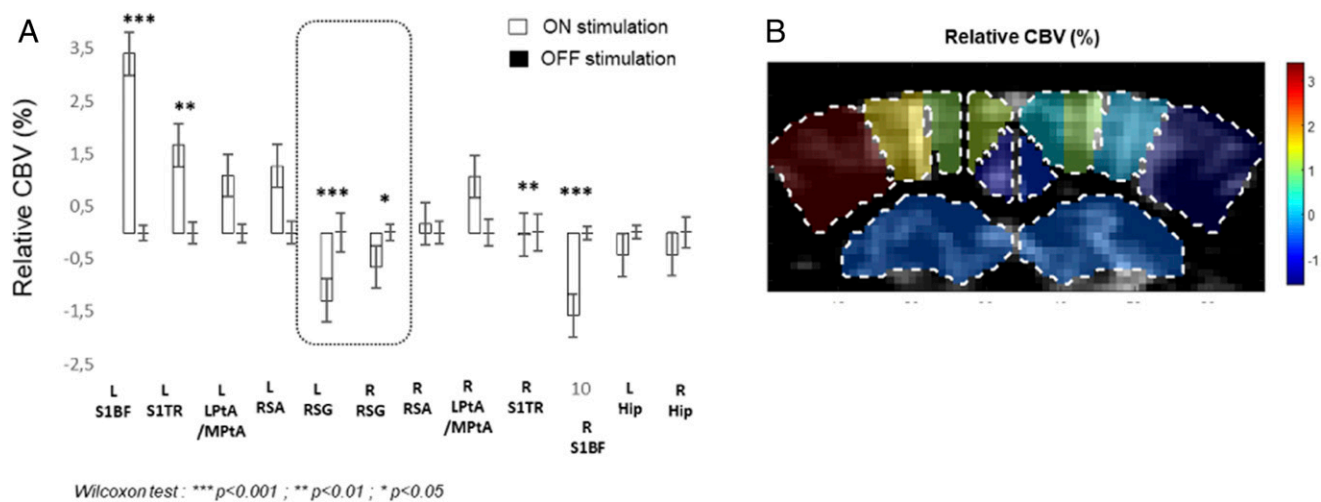 A
***
3,5
2,5
1,5
0,5
-0,5
-1,5
-2,5
Relative CBV (%)
**
***
*
**
***
ON stimulation
OFF stimulation
L
S1BF
L
S1TR
L
LPtA
/MPtA
L
RSA
L
RSG
R
RSG
R
RSA
R
LPtA
/MPtA
R
S1TR
10
R
S1BF
L
Hip
R
Hip
Wilcoxon test : *** p<0.001 ; ** p<0.01 ; * p<0.05
B
Relative CBV (%)
3
2
1
0
-1